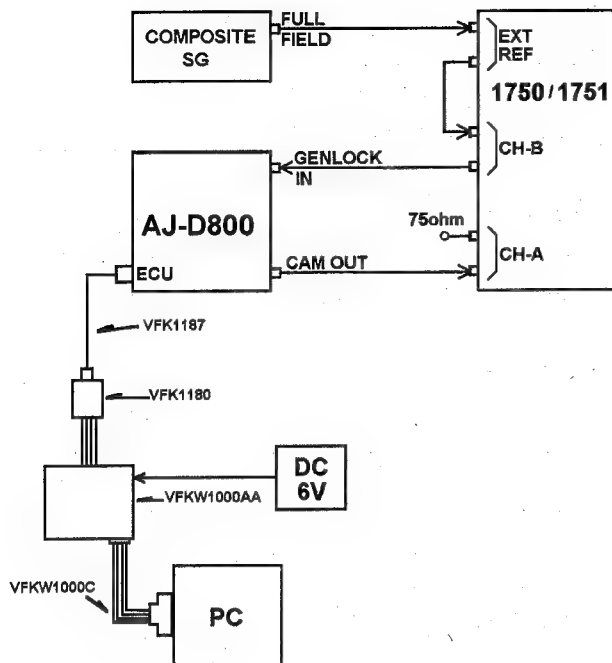 COMPOSITE
SG
FULL
FIELD
EXT
REF
1750 / 1751
CH-B
GENLOCK
IN
AJ-D800
75ohm
CH-A
CAM OUT
ECU
VFK1187
VFK1180
DC
6V
VFKW1000AA
VFKW1000C
PC